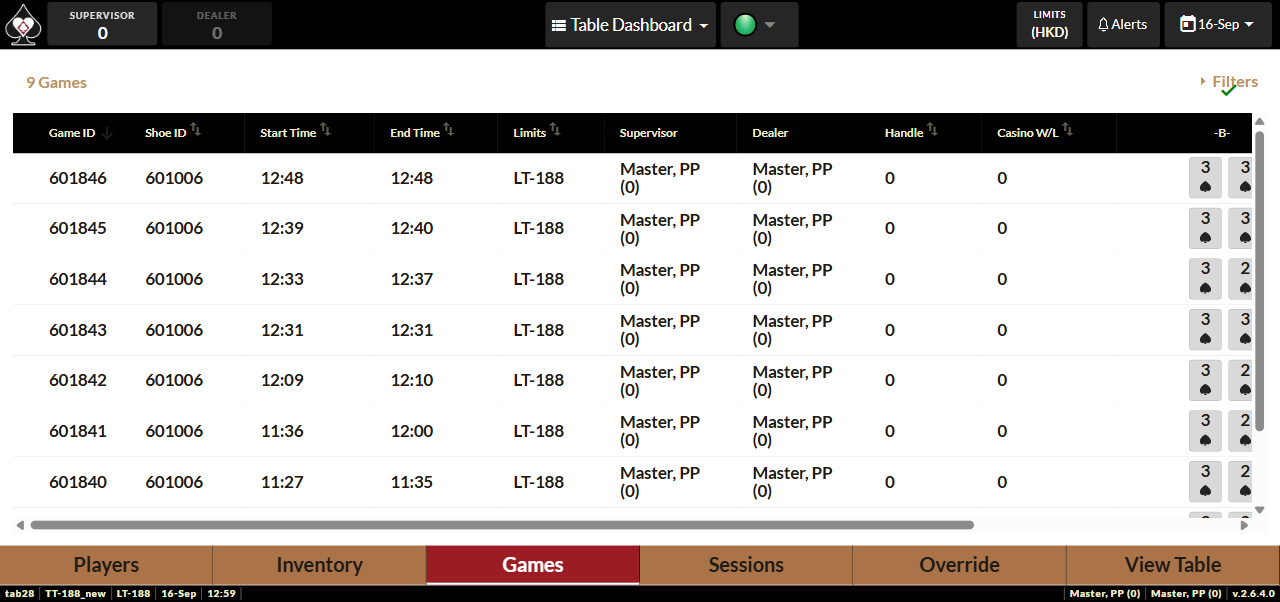 SUPERVISOR DEALER Table Dashboard LIMITS (HKD) Alerts 16-Sep
0 0
9 Games Filters
Game ID Shoe ID Start Time End Time Limits Supervisor Dealer Handle Casino W/L -B-
601846 601006 12:48 12:48 LT-188 Master, PP (0) Master, PP (0) 0 0 3 3
601845 601006 12:39 12:40 LT-188 Master, PP (0) Master, PP (0) 0 0 3 3
601844 601006 12:33 12:37 LT-188 Master, PP (0) Master, PP (0) 0 0 3 2
601843 601006 12:31 12:31 LT-188 Master, PP (0) Master, PP (0) 0 0 3 3
601842 601006 12:09 12:10 LT-188 Master, PP (0) Master, PP (0) 0 0 3 2
601841 601006 11:36 12:00 LT-188 Master, PP (0) Master, PP (0) 0 0 3 2
601840 601006 11:27 11:35 LT-188 Master, PP (0) Master, PP (0) 0 0 3 2
Players Inventory Games Sessions Override View Table
tab28 TT-188_new LT-188 16-Sep 12:59 Master, PP (0) Master, PP (0) v.2.6.4.0